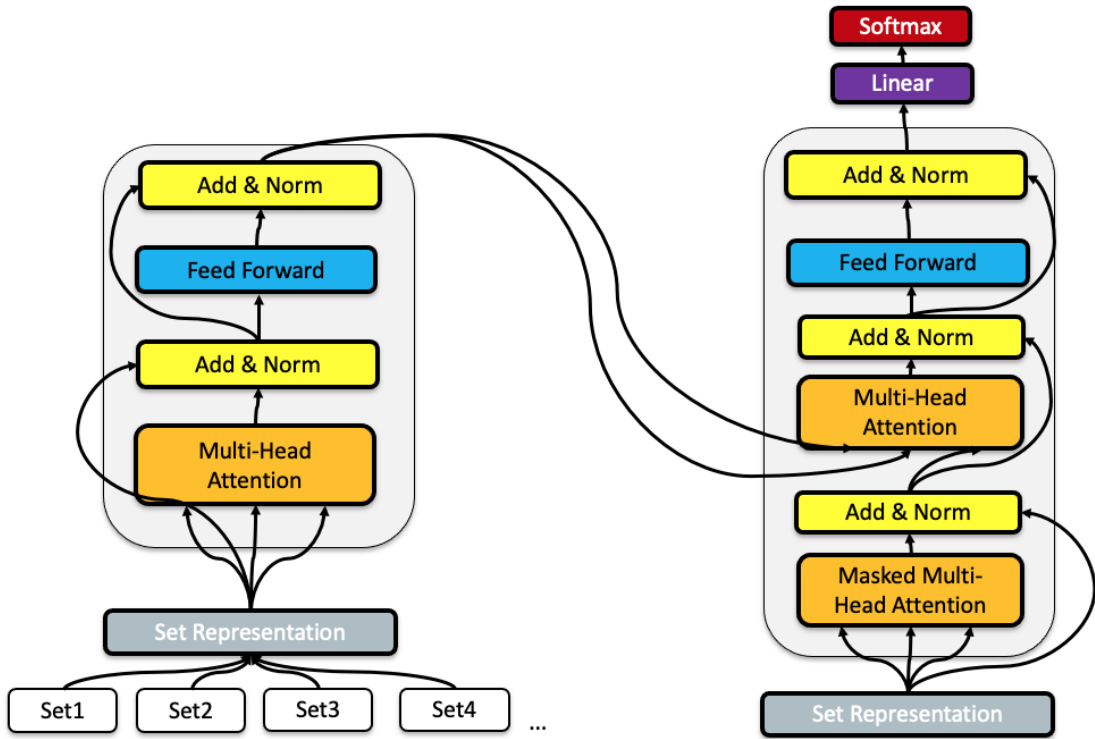 Add & Norm
Feed Forward
Add & Norm
Multi-Head
Attention
Set Representation
Set1
Set2
Set3
Set4
...
Softmax
Linear
Add & Norm
Feed Forward
Add & Norm
Multi-Head
Attention
Add & Norm
Masked Multi-
Head Attention
Set Representation